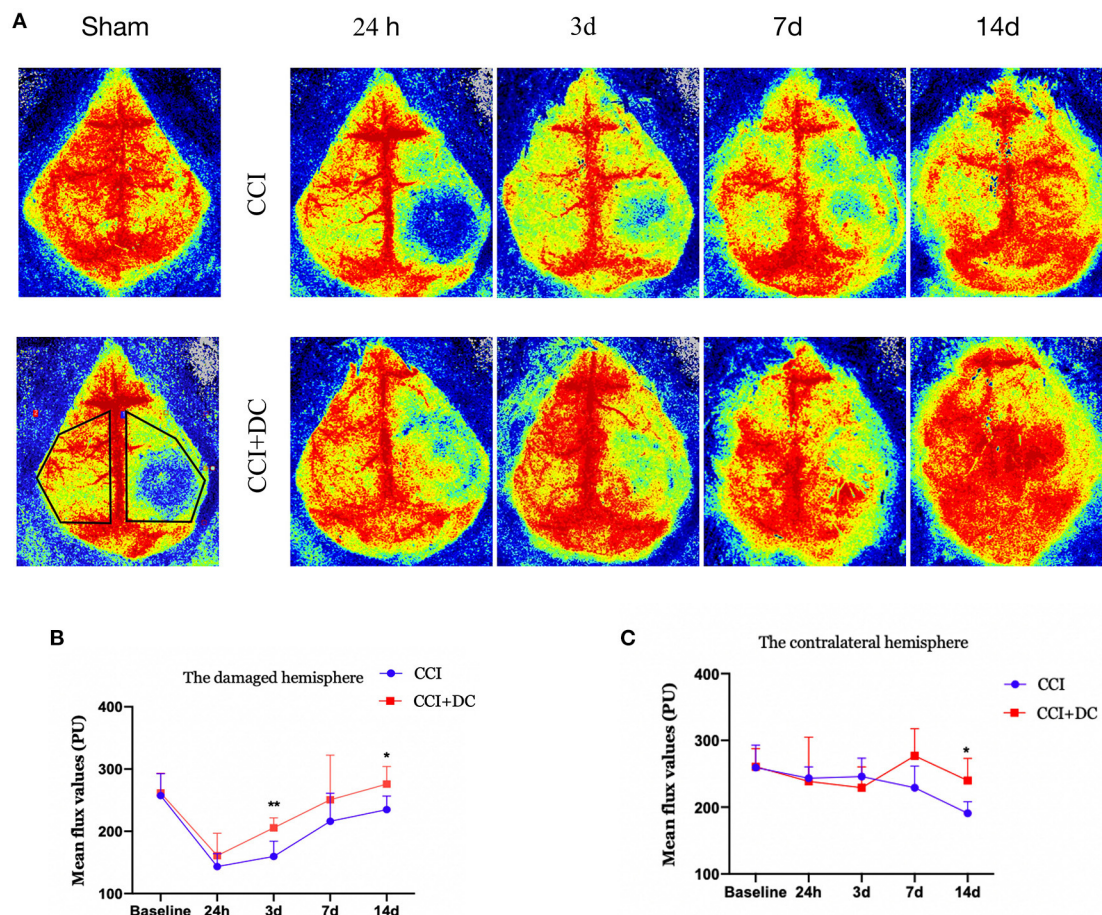 A
Sham
24 h
3d
7d
14d
CCI
CCI+DC
B
The damaged hemisphere
CCI
CCI+DC
Mean flux values (PU)
400
300
200
100
**
*
Baseline
24h
3d
7d
14d
C
The contralateral hemisphere
CCI
CCI+DC
Mean flux values (PU)
400
300
200
100
*
Baseline
24h
3d
7d
14d